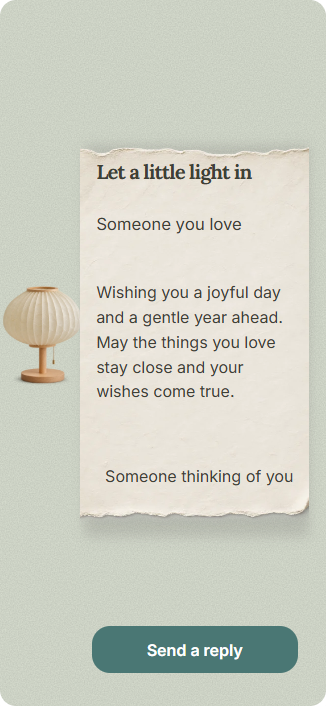 Let a little light in
Someone you love
Wishing you a joyful day
and a gentle year ahead.
May the things you love
stay close and your
wishes come true.
Someone thinking of you
Send a reply